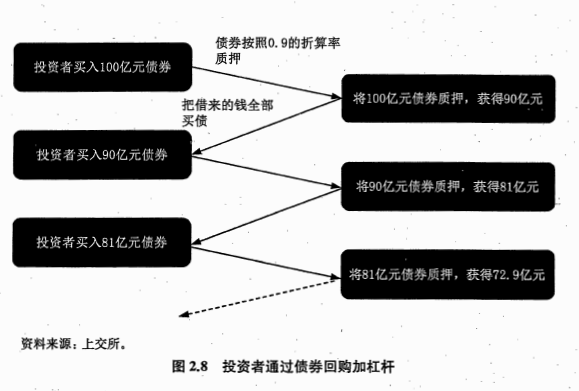 债券按照0.9的折算率
质押
投资者买入100亿元债券
将100亿元债券质押，获得90亿元
把借来的钱全部
买债
投资者买入90亿元债券
将90亿元债券质押，获得81亿元
投资者买入81亿元债券
将81亿元债券质押，获得72.9亿元
资料来源：上交所。
图 2.8 投资者通过债券回购加杠杆